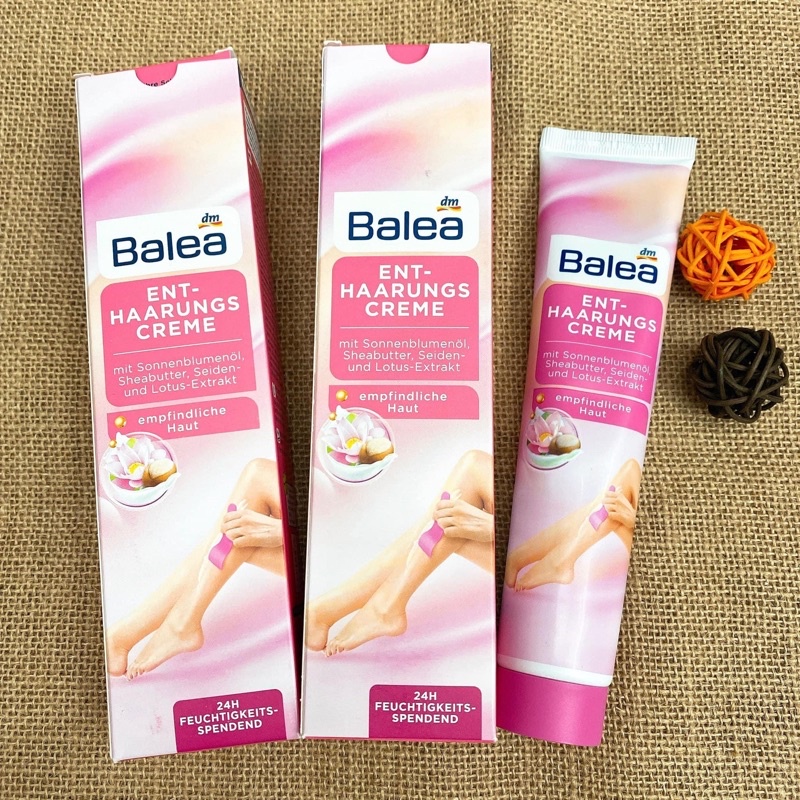 dm
Balea
ENT-
HAARUNGS
CREME
mit Sonnenblumenöl,
Sheabutter, Seiden-
und Lotus-Extrakt
empfindliche
Haut
24H
FEUCHTIGKEITS-
SPENDEND
dm
Balea
ENT-
HAARUNGS
CREME
mit Sonnenblumenöl,
Sheabutter, Seiden-
und Lotus-Extrakt
empfindliche
Haut
24H
FEUCHTIGKEITS-
SPENDEND
dm
Balea
ENT-
HAARUNGS
CREME
mit Sonnenblumenöl,
Sheabutter, Seiden-
und Lotus-Extrakt
empfindliche
Haut